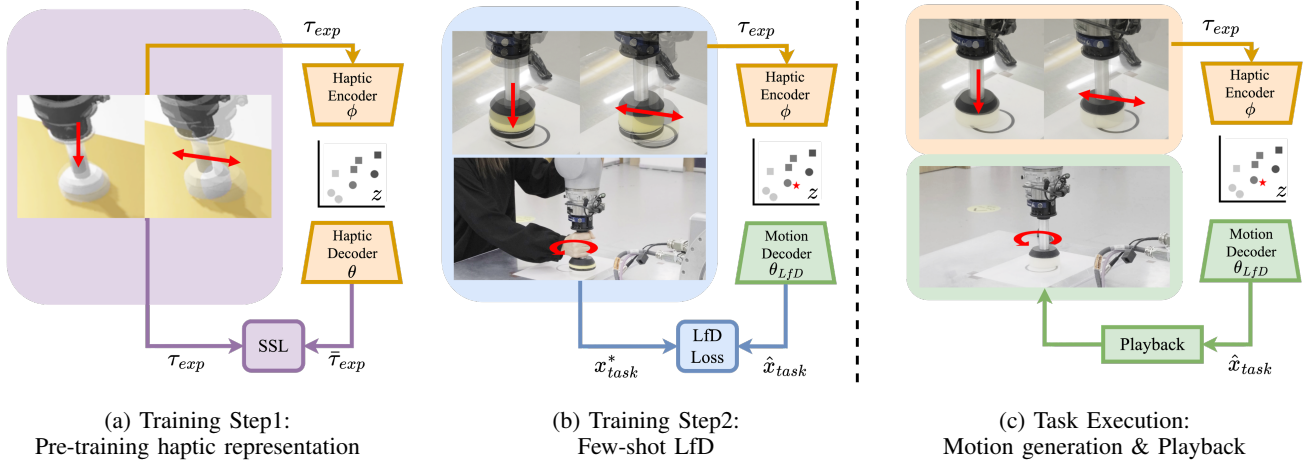 τ_exp
Haptic
Encoder
ϕ
z
Haptic
Decoder
θ
SSL
τ_exp
τ̄_exp
(a) Training Step1:
Pre-training haptic representation
τ_exp
Haptic
Encoder
ϕ
z
Motion
Decoder
θ_LfD
LfD
Loss
x*_task
x̂_task
(b) Training Step2:
Few-shot LfD
τ_exp
Haptic
Encoder
ϕ
z
Motion
Decoder
θ_LfD
Playback
x̂_task
(c) Task Execution:
Motion generation & Playback